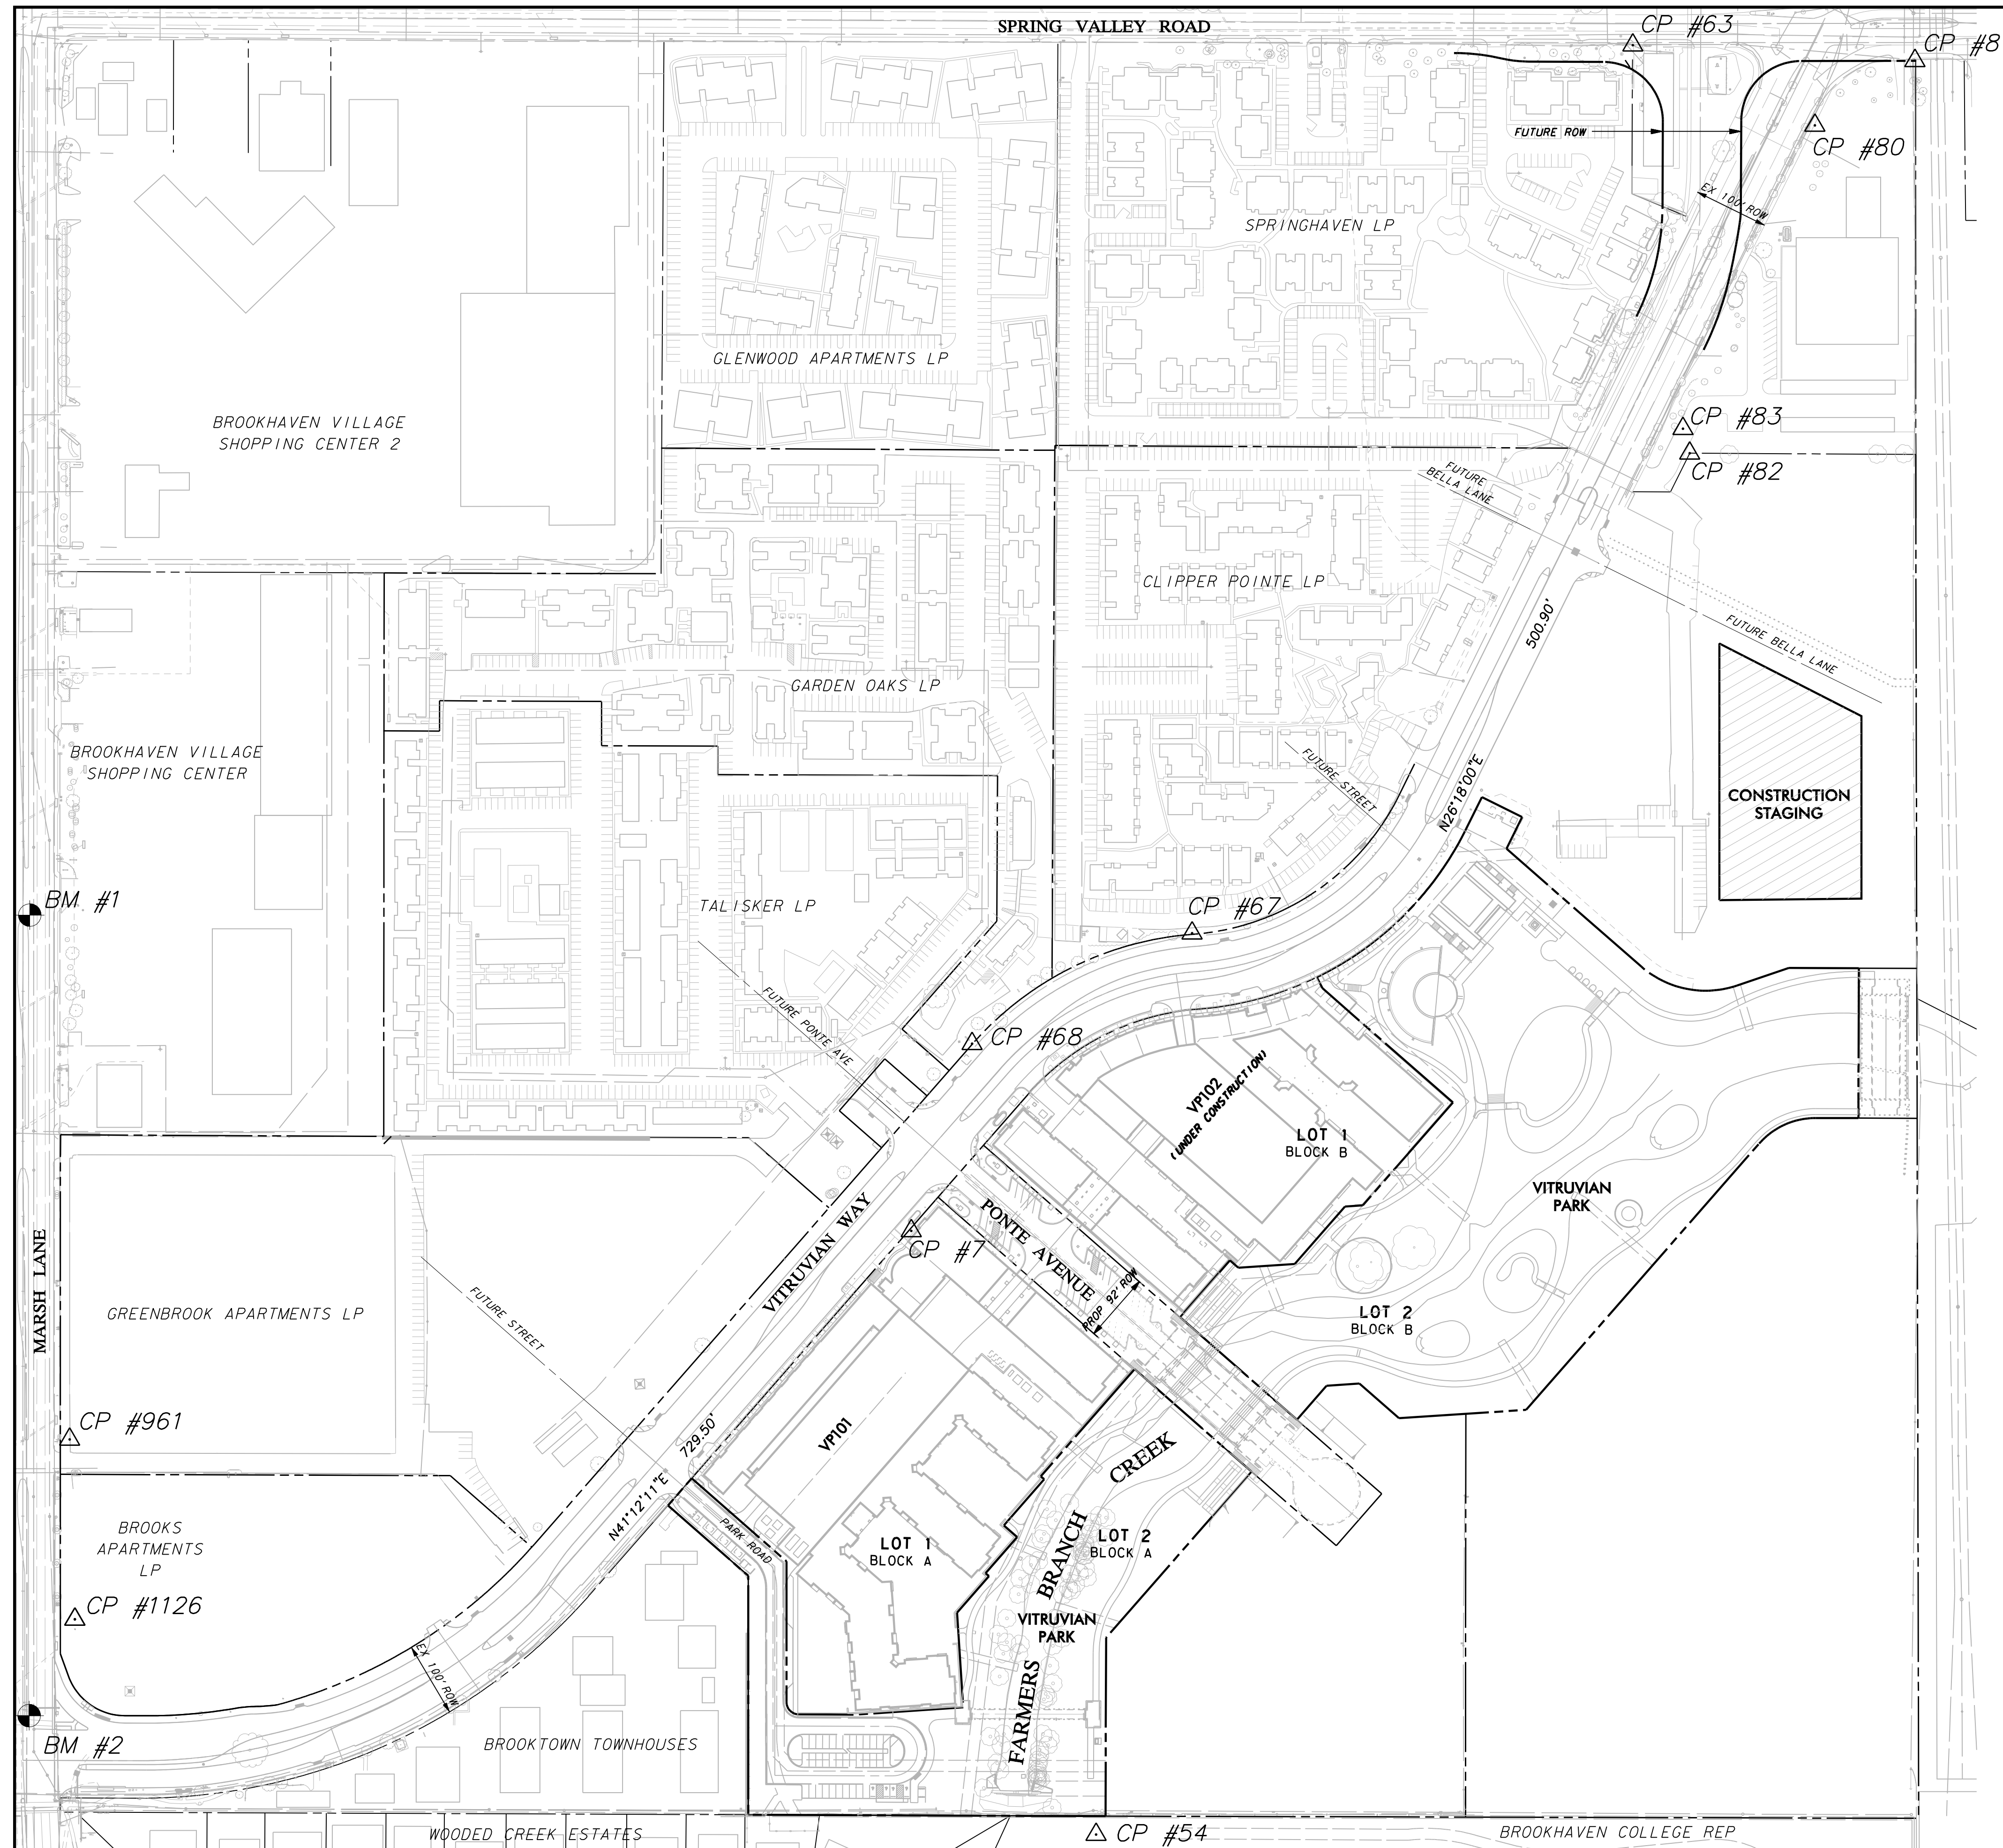 SPRING VALLEY ROAD
CP #63
CP #8
FUTURE ROW
CP #80
EX 100' ROW
SPRINGHAVEN LP
GLENWOOD APARTMENTS LP
BROOKHAVEN VILLAGE
SHOPPING CENTER 2
CP #83
CP #82
FUTURE
BELLA LANE
CLIPPER POINTE LP
500.90'
FUTURE BELLA LANE
GARDEN OAKS LP
BROOKHAVEN VILLAGE
SHOPPING CENTER
FUTURE STREET
N26°18'00"E
CONSTRUCTION
STAGING
BM #1
TALISKER LP
CP #67
FUTURE PONTE AVE
CP #68
VP102
(UNDER CONSTRUCTION)
LOT 1
BLOCK B
VITRUVIAN
PARK
VITRUVIAN WAY
PONTE AVENUE
CP #7
PROP 92' ROW
MARSH LANE
GREENBROOK APARTMENTS LP
FUTURE STREET
LOT 2
BLOCK B
CP #961
729.50'
VP101
N41°12'11"E
FARMERS BRANCH CREEK
BROOKS
APARTMENTS
LP
PARK ROAD
LOT 1
BLOCK A
LOT 2
BLOCK A
CP #1126
VITRUVIAN
PARK
EX 100' ROW
BM #2
BROOKTOWN TOWNHOUSES
WOODED CREEK ESTATES
CP #54
BROOKHAVEN COLLEGE REP